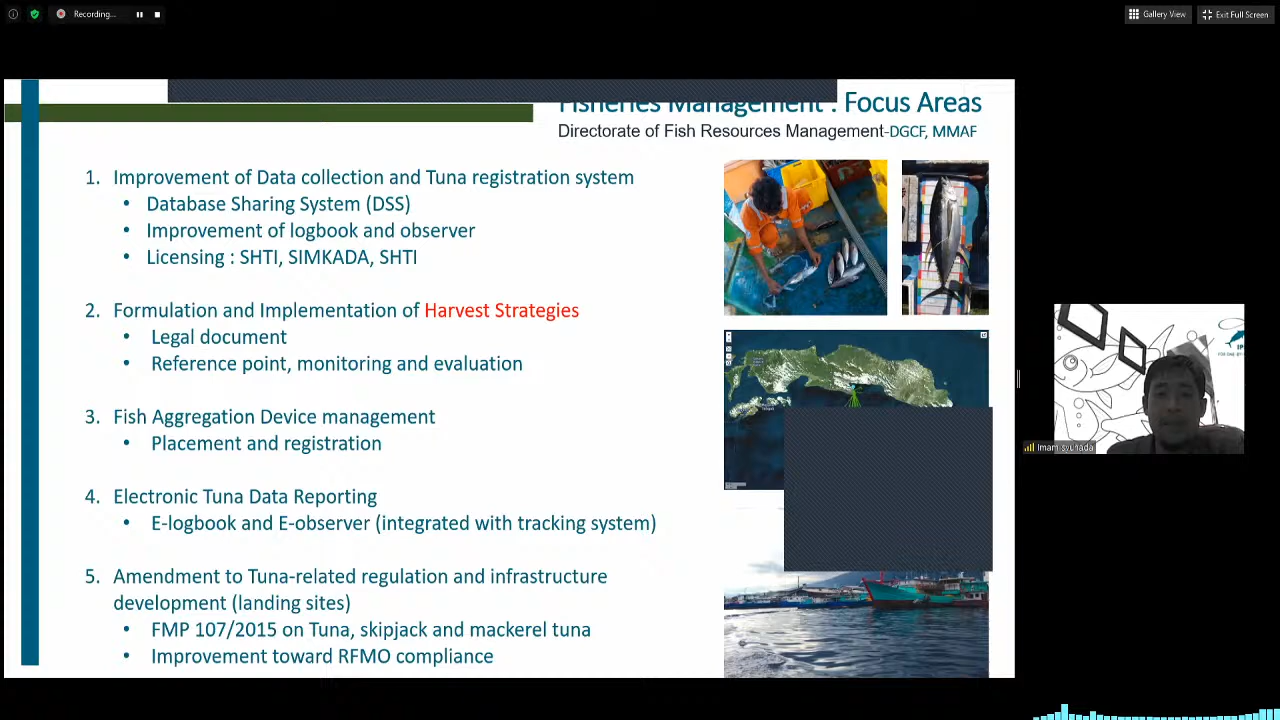 Recording...
Gallery View
Exit Full Screen
Fisheries Management : Focus Areas
Directorate of Fish Resources Management-DGCF, MMAF
1. Improvement of Data collection and Tuna registration system
• Database Sharing System (DSS)
• Improvement of logbook and observer
• Licensing : SHTI, SIMKADA, SHTI
2. Formulation and Implementation of Harvest Strategies
• Legal document
• Reference point, monitoring and evaluation
3. Fish Aggregation Device management
• Placement and registration
4. Electronic Tuna Data Reporting
• E-logbook and E-observer (integrated with tracking system)
5. Amendment to Tuna-related regulation and infrastructure
development (landing sites)
• FMP 107/2015 on Tuna, skipjack and mackerel tuna
• Improvement toward RFMO compliance
imam syuhada